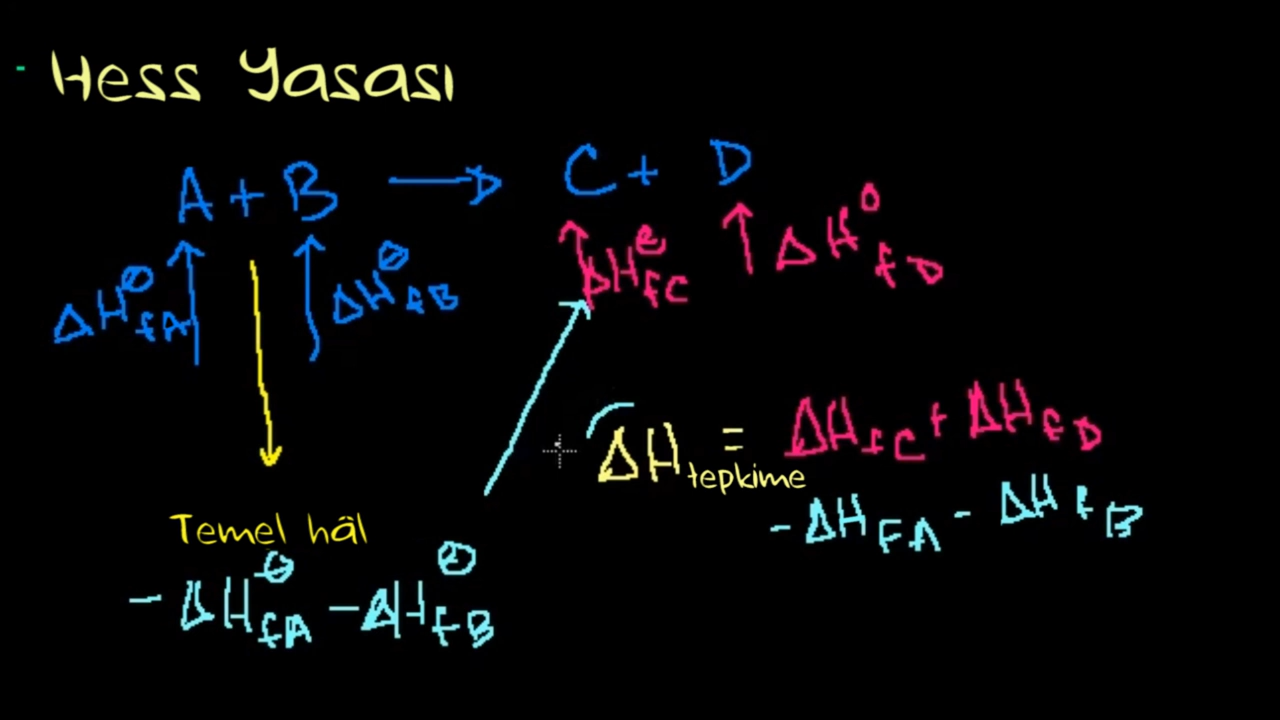 Hess Yasası
A + B → C + D
ΔH°fA ΔH°fB ΔH°fC ΔH°fD
ΔH tepkime = ΔHfC + ΔHfD
- ΔHFA - ΔHfB
Temel hâl
- ΔH°fA - ΔH°fB